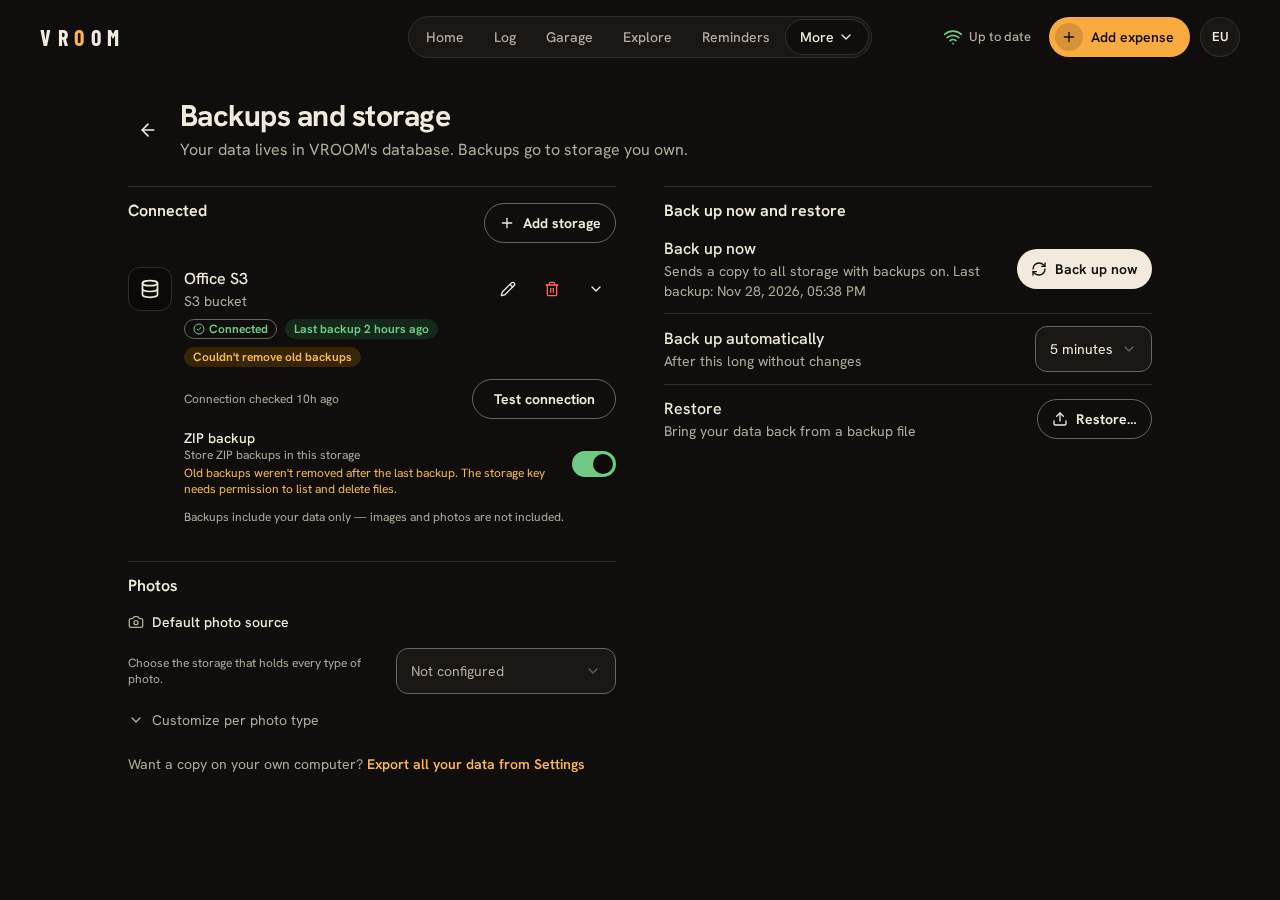 VROOM
Home
Log
Garage
Explore
Reminders
More
Up to date
Add expense
EU
Backups and storage
Your data lives in VROOM's database. Backups go to storage you own.
Connected
Add storage
Office S3
S3 bucket
Connected
Last backup 2 hours ago
Couldn't remove old backups
Connection checked 10h ago
Test connection
ZIP backup
Store ZIP backups in this storage
Old backups weren't removed after the last backup. The storage key
needs permission to list and delete files.
Backups include your data only — images and photos are not included.
Photos
Default photo source
Choose the storage that holds every type of
photo.
Not configured
Customize per photo type
Want a copy on your own computer? Export all your data from Settings
Back up now and restore
Back up now
Sends a copy to all storage with backups on. Last
backup: Nov 28, 2026, 05:38 PM
Back up now
Back up automatically
After this long without changes
5 minutes
Restore
Bring your data back from a backup file
Restore...